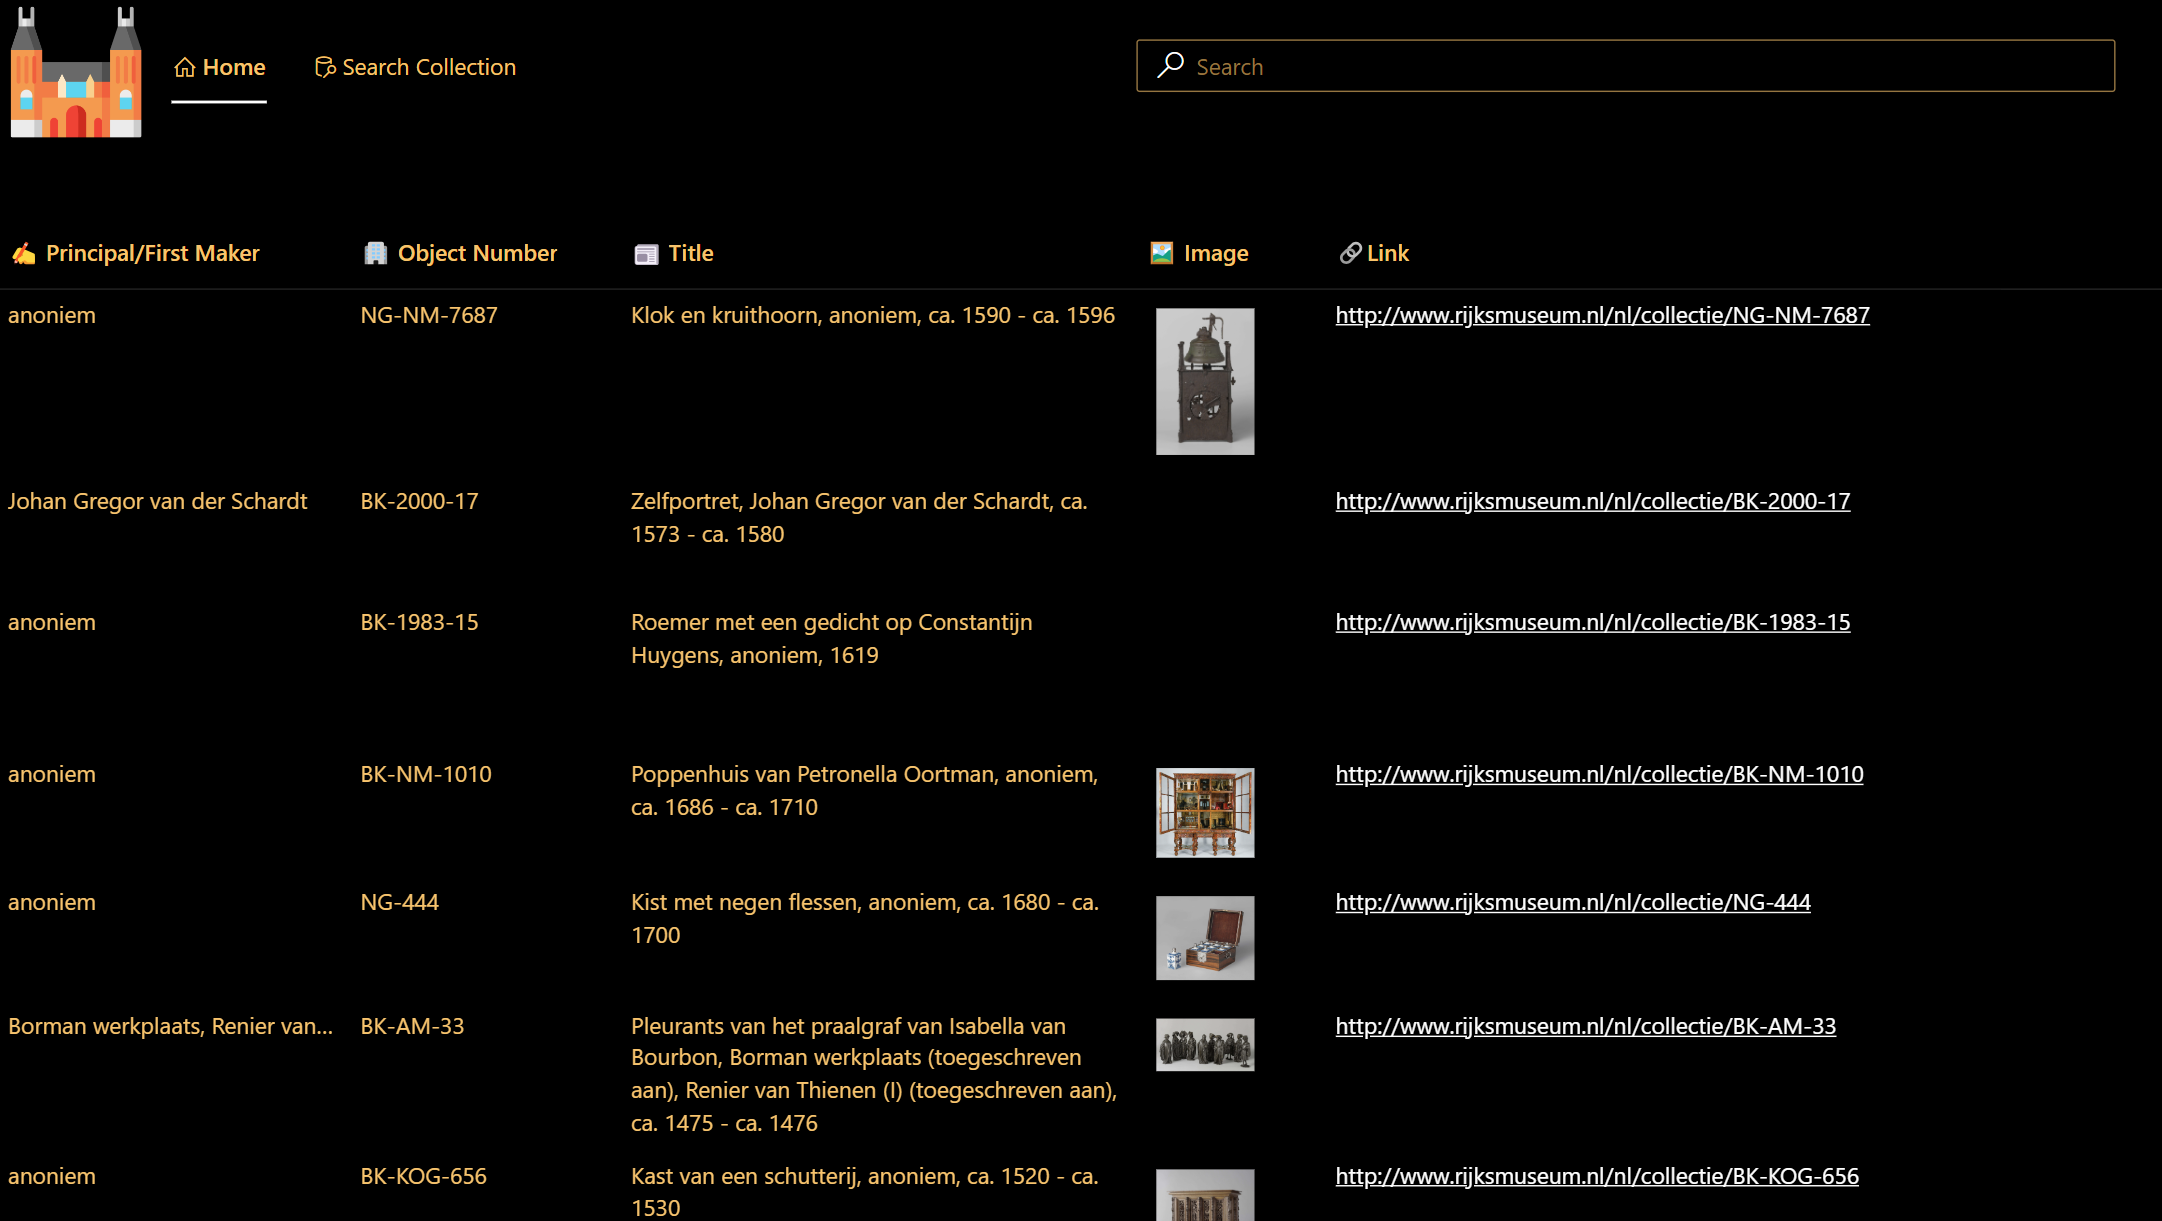 Home
Search Collection
Search
Principal/First Maker
Object Number
Title
Image
Link
anoniem
NG-NM-7687
Klok en kruithoorn, anoniem, ca. 1590 - ca. 1596
http://www.rijksmuseum.nl/nl/collectie/NG-NM-7687
Johan Gregor van der Schardt
BK-2000-17
Zelfportret, Johan Gregor van der Schardt, ca.
1573 - ca. 1580
http://www.rijksmuseum.nl/nl/collectie/BK-2000-17
anoniem
BK-1983-15
Roemer met een gedicht op Constantijn
Huygens, anoniem, 1619
http://www.rijksmuseum.nl/nl/collectie/BK-1983-15
anoniem
BK-NM-1010
Poppenhuis van Petronella Oortman, anoniem,
ca. 1686 - ca. 1710
http://www.rijksmuseum.nl/nl/collectie/BK-NM-1010
anoniem
NG-444
Kist met negen flessen, anoniem, ca. 1680 - ca.
1700
http://www.rijksmuseum.nl/nl/collectie/NG-444
Borman werkplaats, Renier van...
BK-AM-33
Pleurants van het praalgraf van Isabella van
Bourbon, Borman werkplaats (toegeschreven
aan), Renier van Thienen (I) (toegeschreven aan),
ca. 1475 - ca. 1476
http://www.rijksmuseum.nl/nl/collectie/BK-AM-33
anoniem
BK-KOG-656
Kast van een schutterij, anoniem, ca. 1520 - ca.
1530
http://www.rijksmuseum.nl/nl/collectie/BK-KOG-656